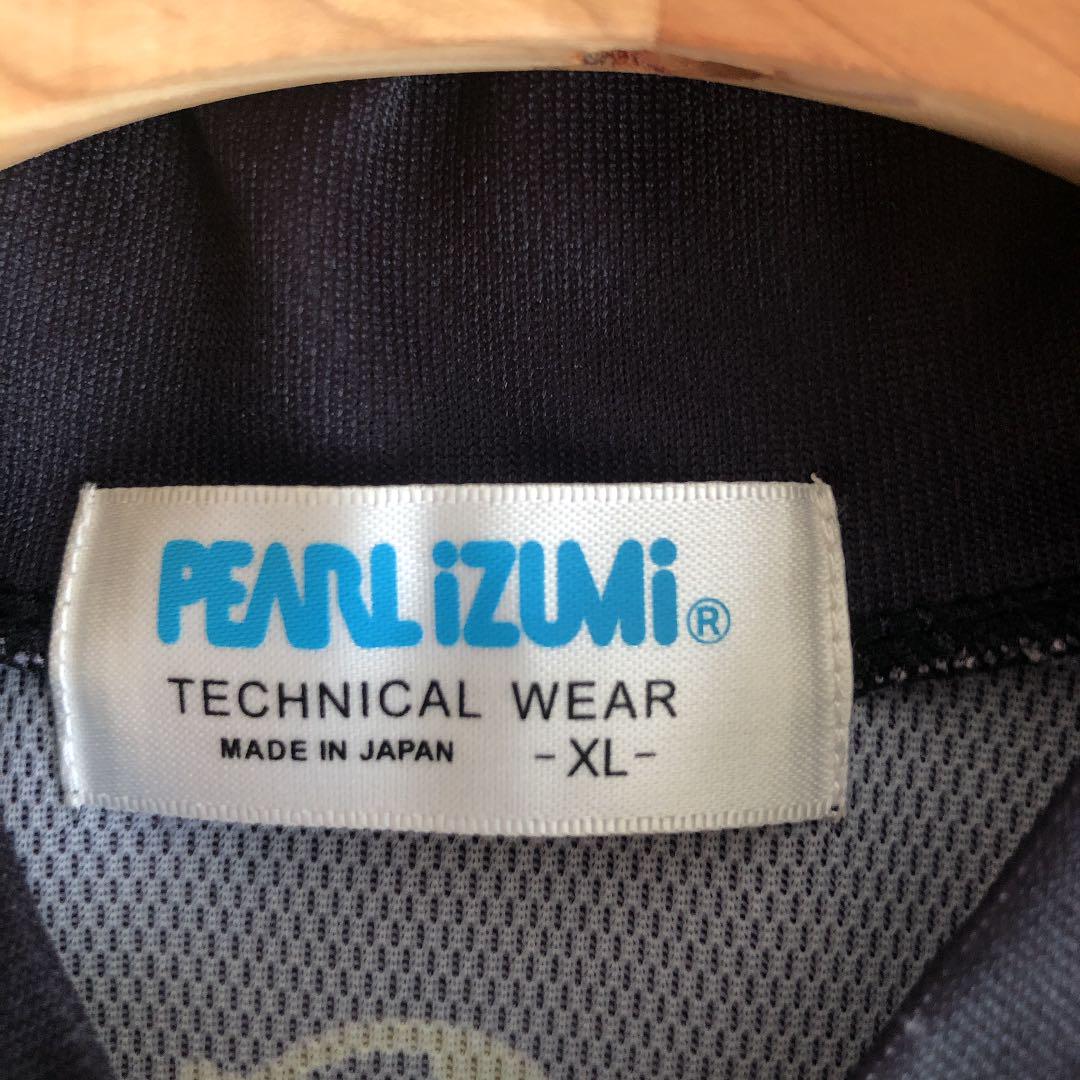 PEARL iZUMi®
TECHNICAL WEAR
MADE IN JAPAN -XL-